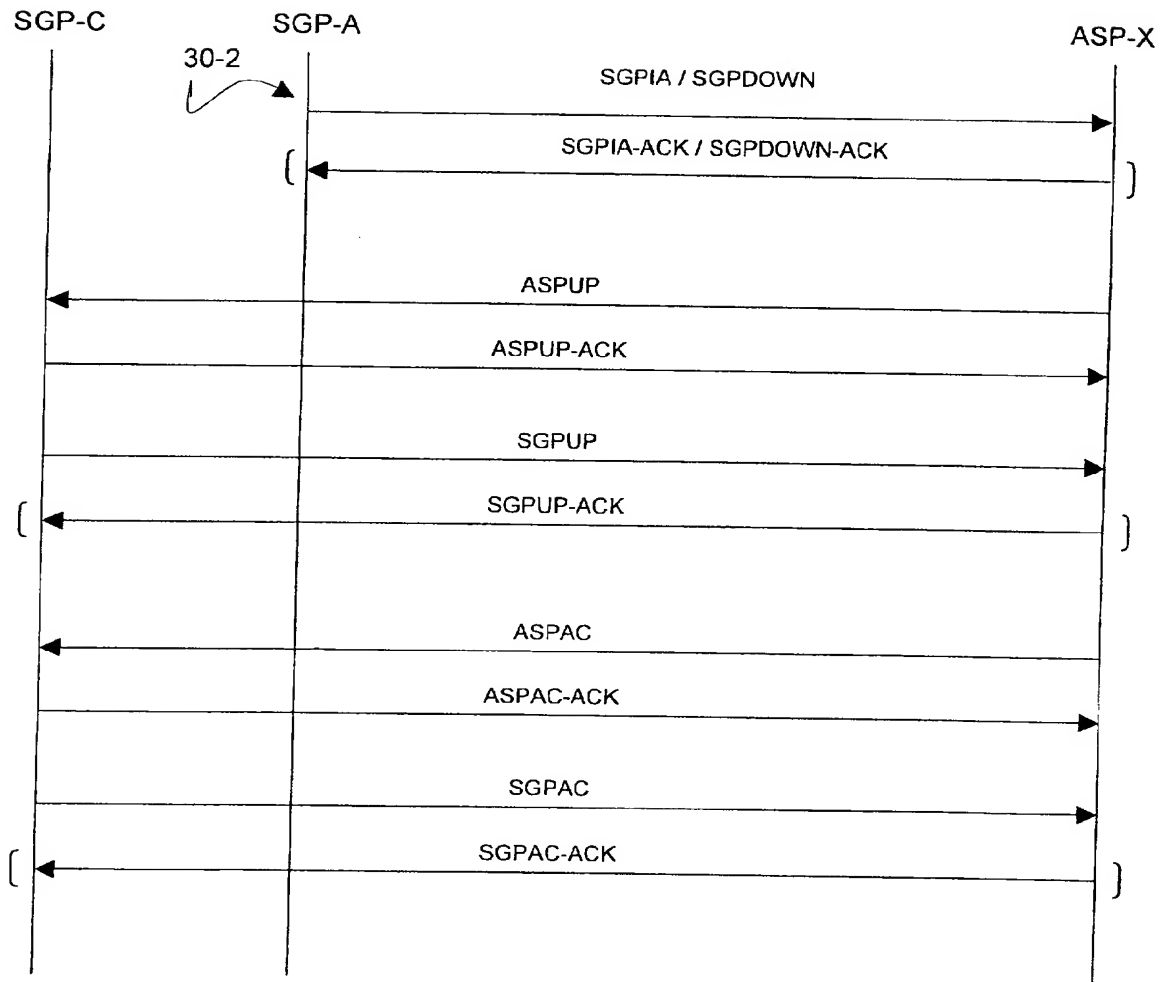 SGP-C
SGP-A
ASP-X
30-2
SGPIA / SGPDOWN
SGPIA-ACK / SGPDOWN-ACK
ASPUP
ASPUP-ACK
SGPUP
SGPUP-ACK
ASPAC
ASPAC-ACK
SGPAC
SGPAC-ACK